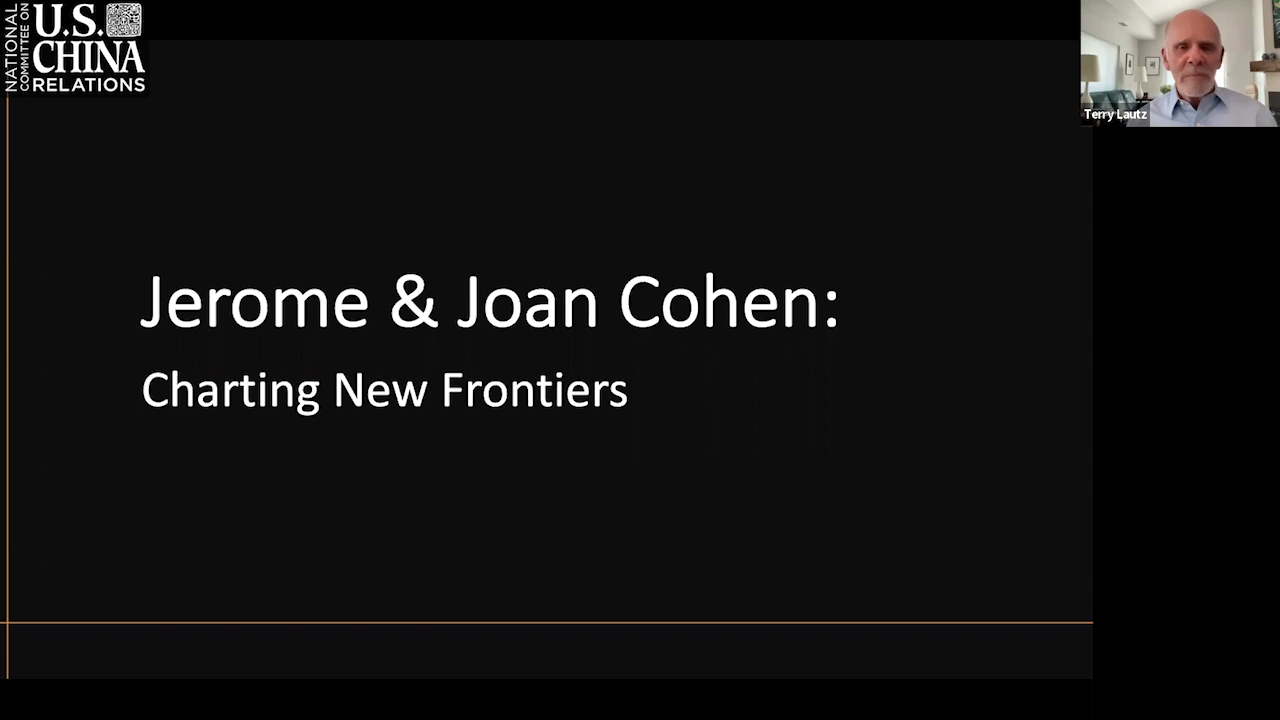 NATIONAL
COMMITTEE ON
U.S.
CHINA
RELATIONS
Terry Lautz
Jerome & Joan Cohen:
Charting New Frontiers